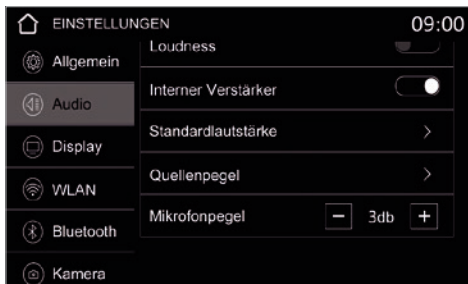 EINSTELLUNGEN 09:00
Allgemein
Audio
Display
WLAN
Bluetooth
Kamera
Loudness
Interner Verstärker
Standardlautstärke >
Quellenpegel >
Mikrofonpegel − 3db +